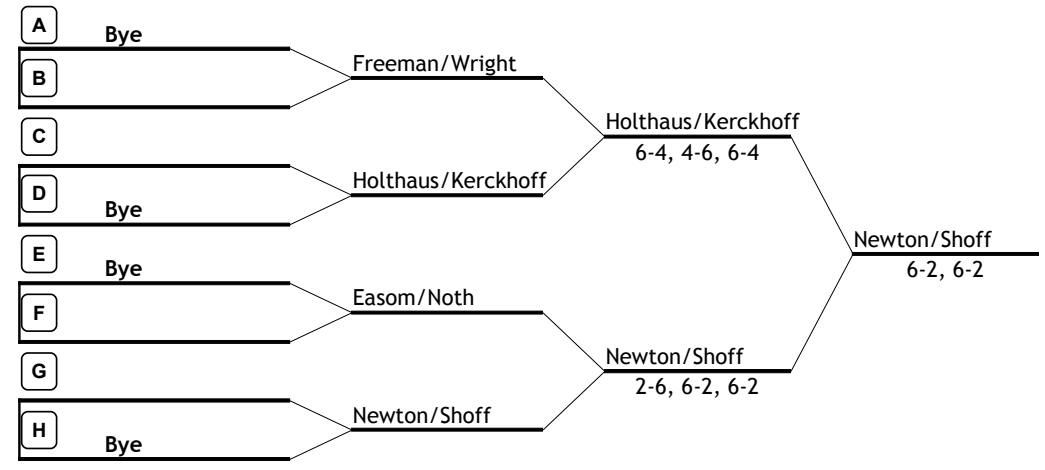 A
Bye
B
Freeman/Wright
C
Holthaus/Kerckhoff
6-4, 4-6, 6-4
D
Bye
Holthaus/Kerckhoff
E
Bye
Newton/Shoff
6-2, 6-2
F
Easom/Noth
G
Newton/Shoff
2-6, 6-2, 6-2
H
Bye
Newton/Shoff